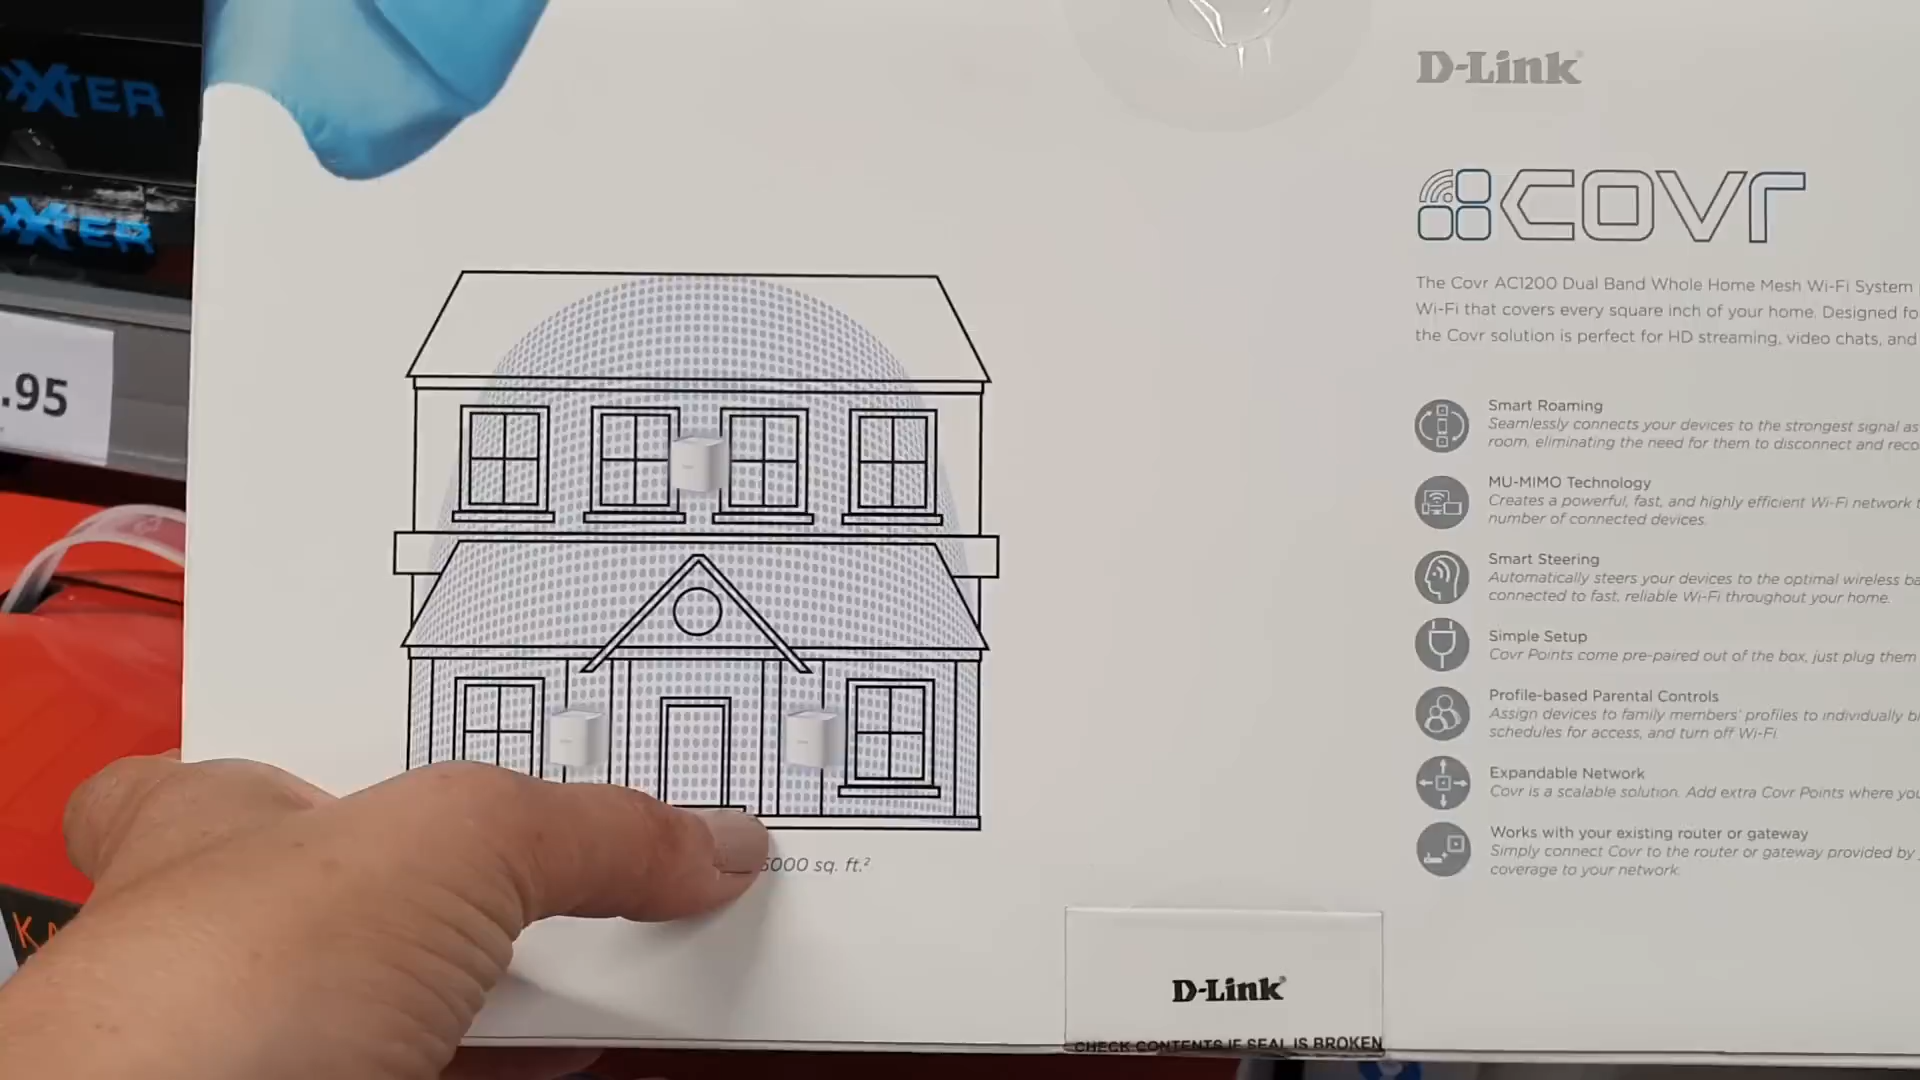 XXTER
XXTER
.95
D-Link
covr
The Covr AC1200 Dual Band Whole Home Mesh Wi-Fi System
Wi-Fi that covers every square inch of your home. Designed
the Covr solution is perfect for HD streaming, video chats, and
Smart Roaming
Seamlessly connects your devices to the strongest signal as
room, eliminating the need for them to disconnect and
MU-MIMO Technology
Creates a powerful, fast, and highly efficient Wi-Fi network
number of connected devices.
Smart Steering
Automatically steers your devices to the optimal wireless
connected to fast, reliable Wi-Fi throughout your home.
Simple Setup
Covr Points come pre-paired out of the box, just plug them
Profile-based Parental Controls
Assign devices to family members' profiles to individually
schedules for access, and turn off Wi-Fi.
Expandable Network
Covr is a scalable solution. Add extra Covr Points where
Works with your existing router or gateway
Simply connect Covr to the router or gateway provided by
coverage to your network.
5000 sq. ft.²
D-Link
CHECK CONTENTS IF SEAL IS BROKEN